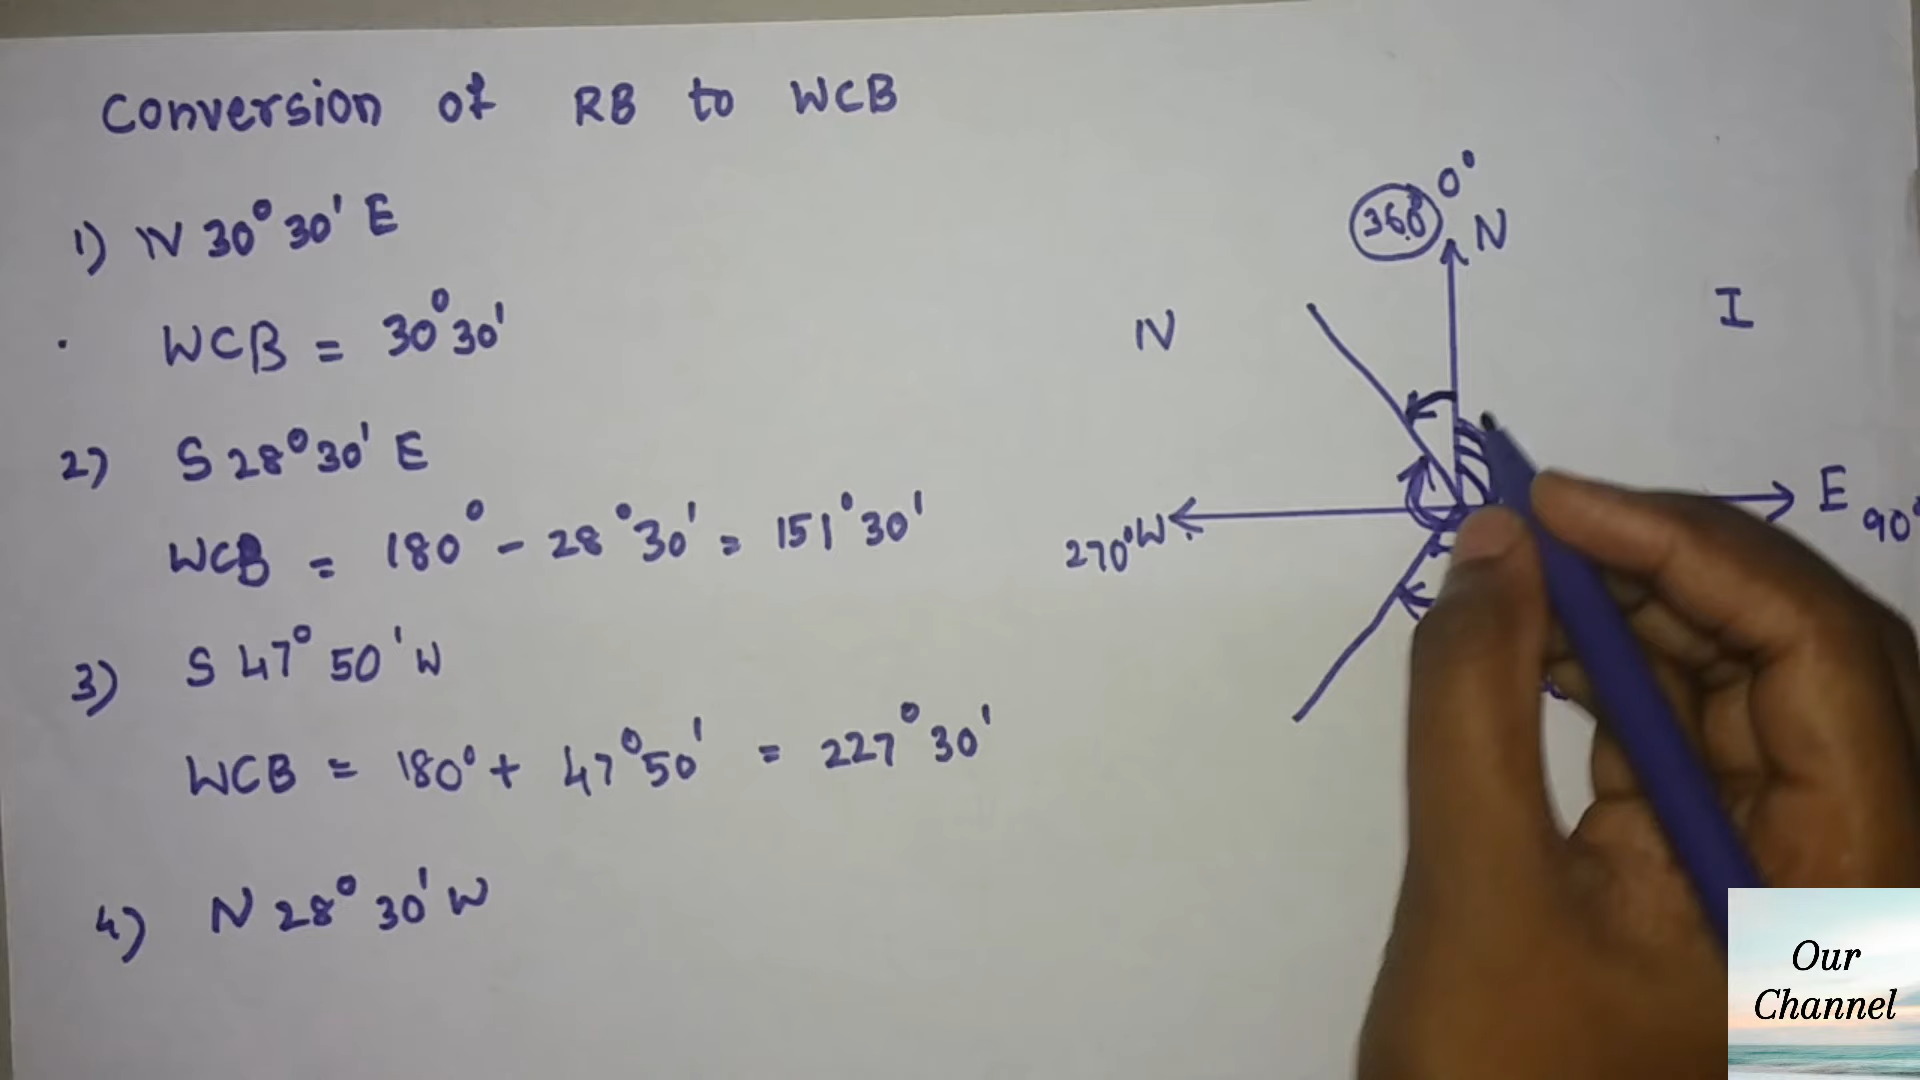 Conversion of RB to WCB
1) N 30° 30' E
WCB = 30° 30'
2) S 28° 30' E
WCB = 180° - 28° 30' = 151° 30'
3) S 47° 50' W
WCB = 180° + 47° 50' = 227° 30'
4) N 28° 30' W
0°
360°
N
IV
I
E
90°
270° W
Our
Channel